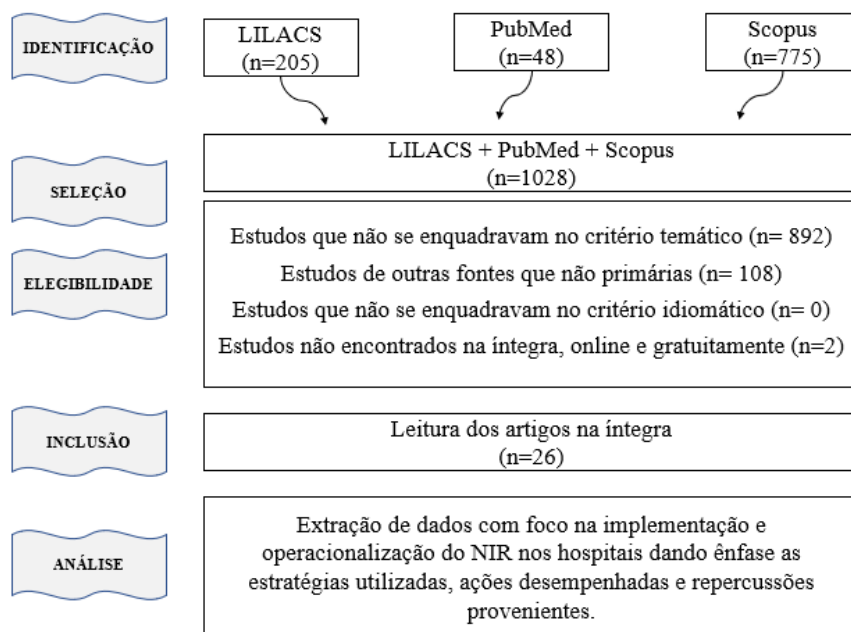 IDENTIFICAÇÃO
LILACS
(n=205)
PubMed
(n=48)
Scopus
(n=775)
SELEÇÃO
LILACS + PubMed + Scopus
(n=1028)
ELEGIBILIDADE
Estudos que não se enquadravam no critério temático (n= 892)
Estudos de outras fontes que não primárias (n= 108)
Estudos que não se enquadravam no critério idiomático (n= 0)
Estudos não encontrados na íntegra, online e gratuitamente (n=2)
INCLUSÃO
Leitura dos artigos na íntegra
(n=26)
ANÁLISE
Extração de dados com foco na implementação e
operacionalização do NIR nos hospitais dando ênfase as
estratégias utilizadas, ações desempenhadas e repercussões
provenientes.